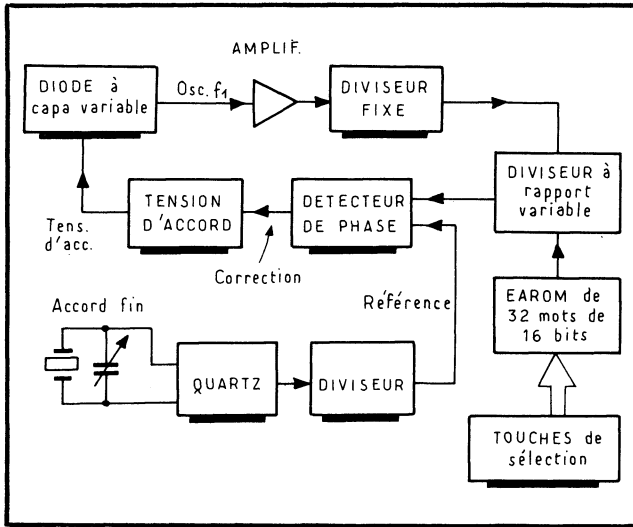 AMPLIF.
DIODE à
capa variable
Osc. f1
DIVISEUR
FIXE
DIVISEUR à
rapport
variable
TENSION
D'ACCORD
DETECTEUR
DE PHASE
Tens.
d'acc.
Correction
Référence
EAROM de
32 mots de
16 bits
Accord fin
QUARTZ
DIVISEUR
TOUCHES de
sélection